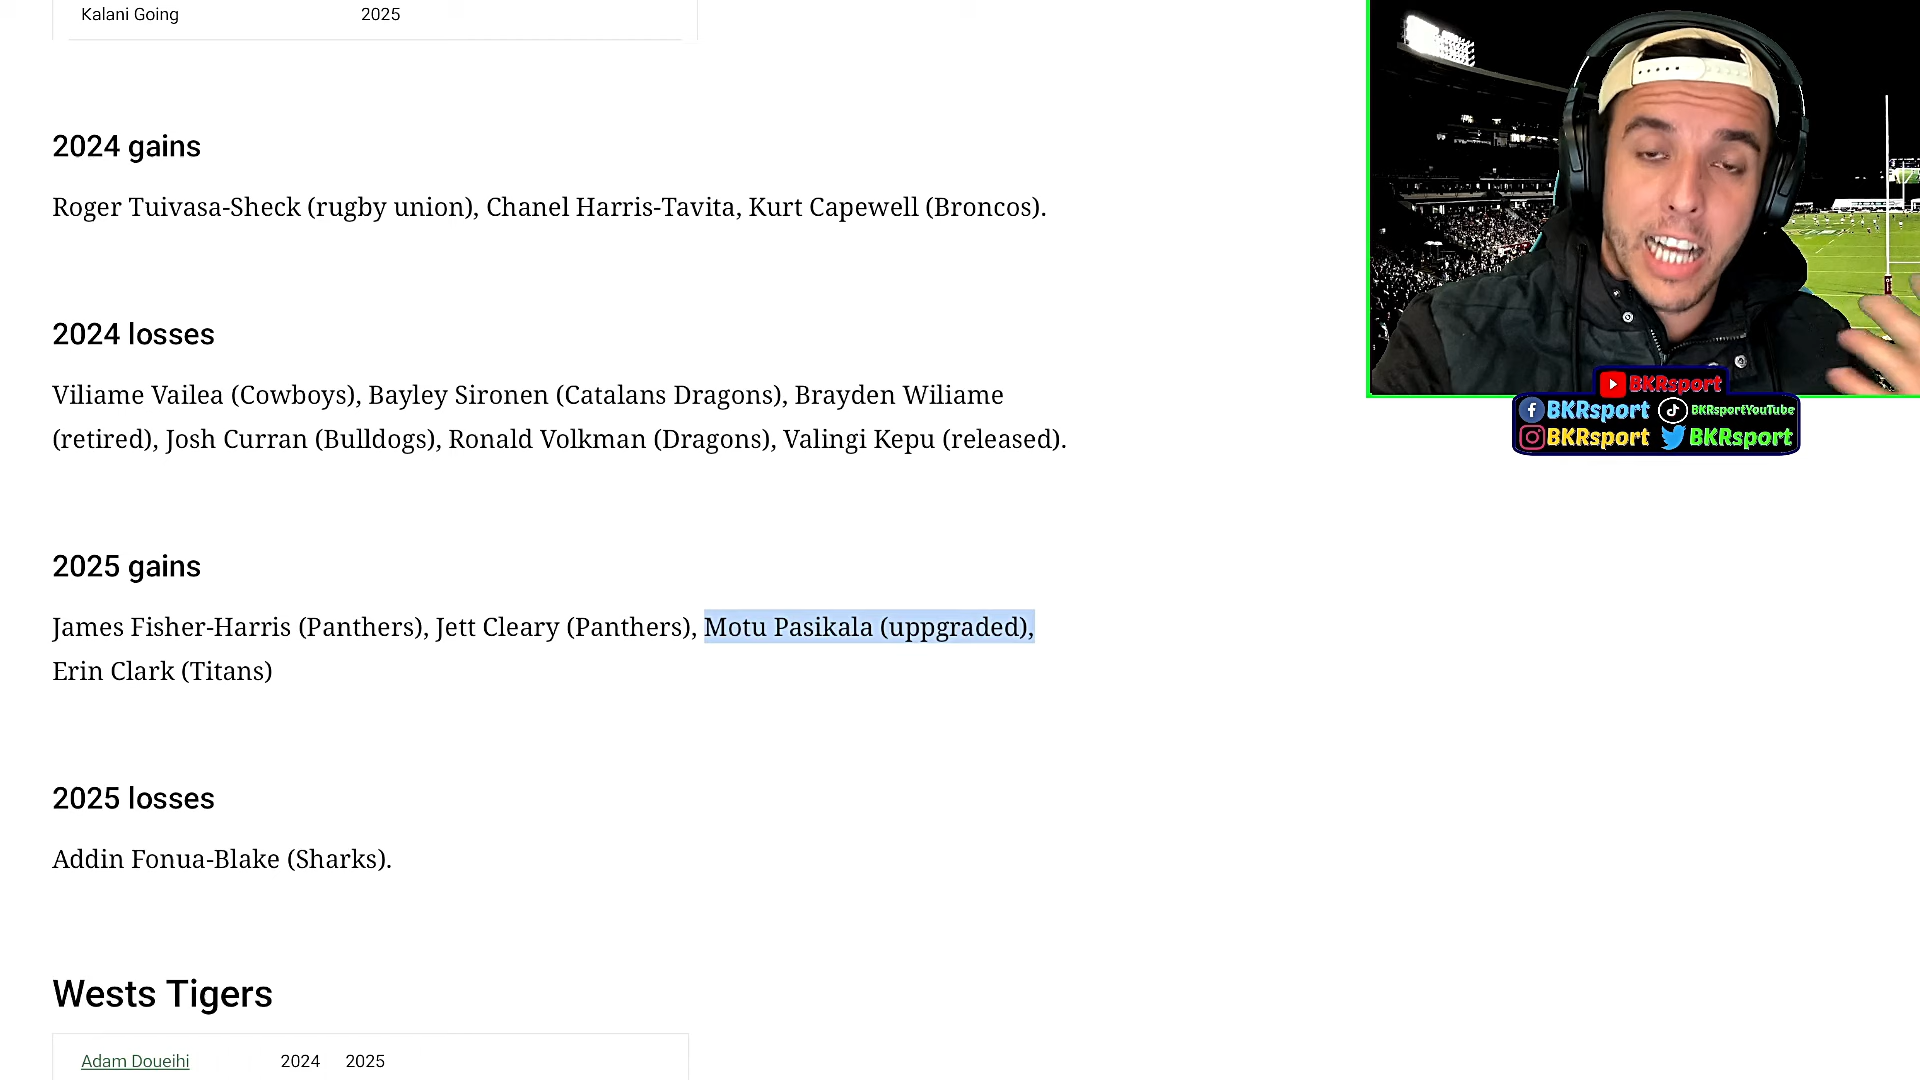 Kalani Going 2025
2024 gains
Roger Tuivasa-Sheck (rugby union), Chanel Harris-Tavita, Kurt Capewell (Broncos).
2024 losses
Viliame Vailea (Cowboys), Bayley Sironen (Catalans Dragons), Brayden Wiliame
(retired), Josh Curran (Bulldogs), Ronald Volkman (Dragons), Valingi Kepu (released).
2025 gains
James Fisher-Harris (Panthers), Jett Cleary (Panthers), Motu Pasikala (uppgraded),
Erin Clark (Titans)
2025 losses
Addin Fonua-Blake (Sharks).
Wests Tigers
Adam Doueihi 2024 2025
BKRsport
BKRsport BKRsportYouTube
BKRsport BKRsport